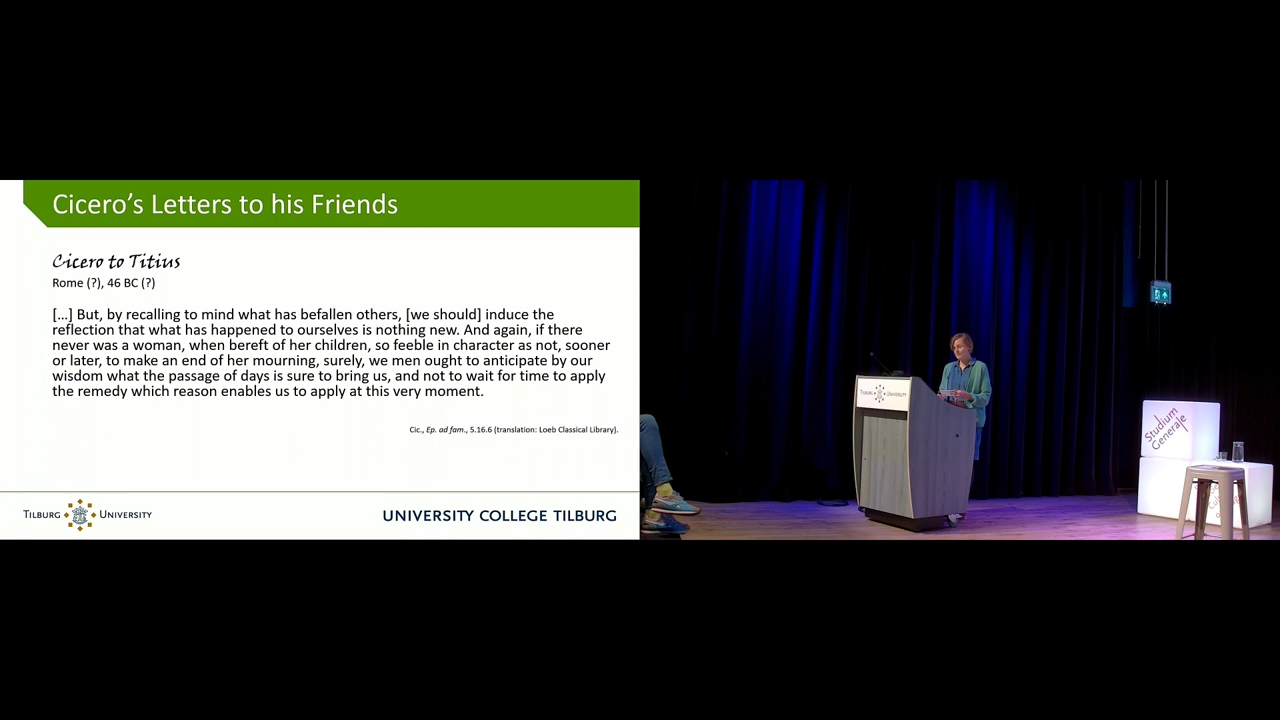 Cicero’s Letters to his Friends
Cicero to Titius
Rome (?), 46 BC (?)
[...] But, by recalling to mind what has befallen others, [we should] induce the
reflection that what has happened to ourselves is nothing new. And again, if there
never was a woman, when bereft of her children, so feeble in character as not, sooner
or later, to make an end of her mourning, surely, we men ought to anticipate by our
wisdom what the passage of days is sure to bring us, and not to wait for time to apply
the remedy which reason enables us to apply at this very moment.
Cic., Ep. ad fam., 5.16.6 (translation: Loeb Classical Library).
TILBURG UNIVERSITY
UNIVERSITY COLLEGE TILBURG
TILBURG UNIVERSITY
Studium
Generale